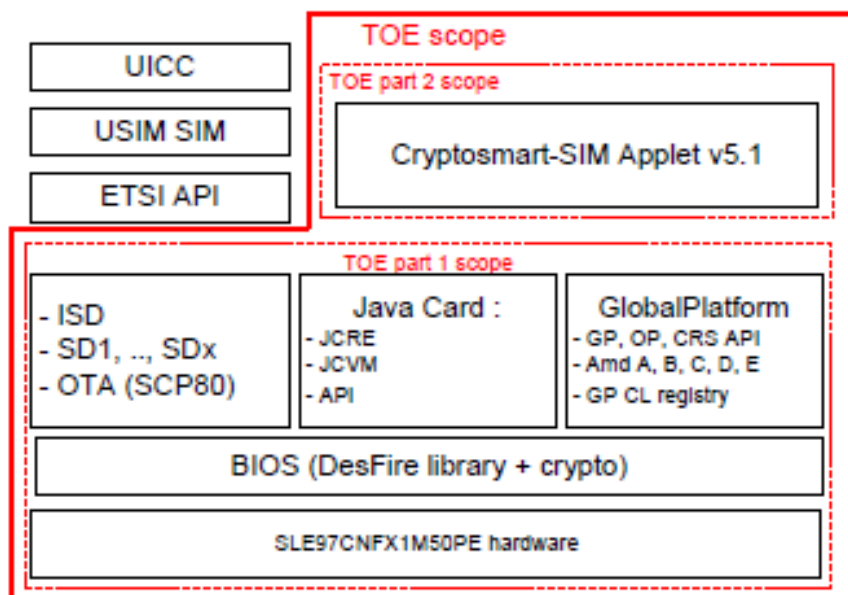 TOE scope
UICC
TOE part 2 scope
USIM SIM
Cryptosmart-SIM Applet v5.1
ETSI API
TOE part 1 scope
- ISD
- SD1, .., SDx
- OTA (SCP80)
Java Card :
- JCRE
- JCVM
- API
GlobalPlatform
- GP, OP, CRS API
- Amd A, B, C, D, E
- GP CL registry
BIOS (DesFire library + crypto)
SLE97CNFX1M50PE hardware